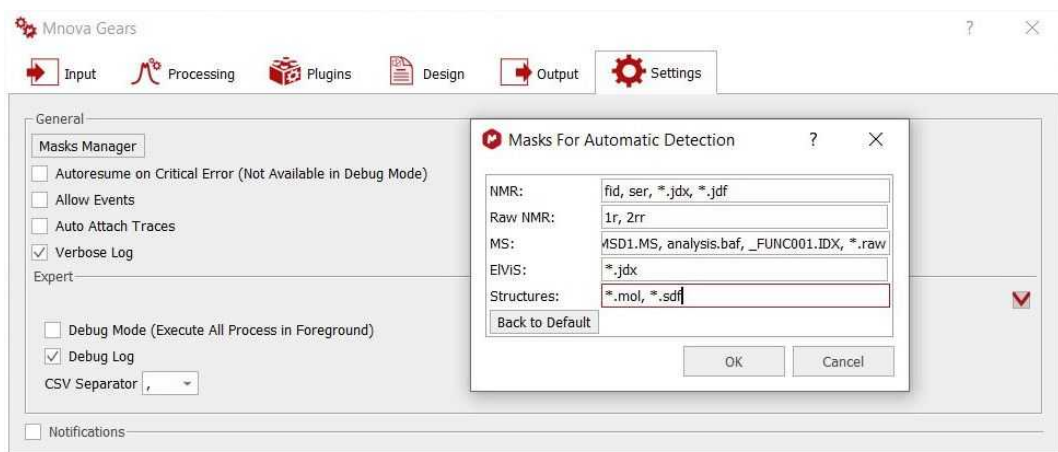 Mnova Gears ? ×
Input Processing Plugins Design Output Settings
General
Masks Manager
Autoresume on Critical Error (Not Available in Debug Mode)
Allow Events
Auto Attach Traces
Verbose Log
Expert
Debug Mode (Execute All Process in Foreground)
Debug Log
CSV Separator ,
Notifications
Masks For Automatic Detection ? ×
NMR: fid, ser, *.jdx, *.jdf
Raw NMR: 1r, 2rr
MS: MSD1.MS, analysis.baf, _FUNC001.IDX, *.raw
ElViS: *.jdx
Structures: *.mol, *.sdf
Back to Default
OK Cancel